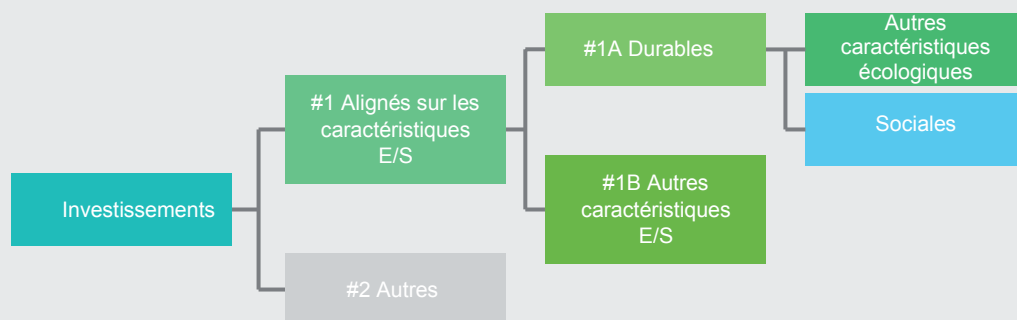 Investissements
#1 Alignés sur les
caractéristiques
E/S
#2 Autres
#1A Durables
#1B Autres
caractéristiques
E/S
Autres
caractéristiques
écologiques
Sociales